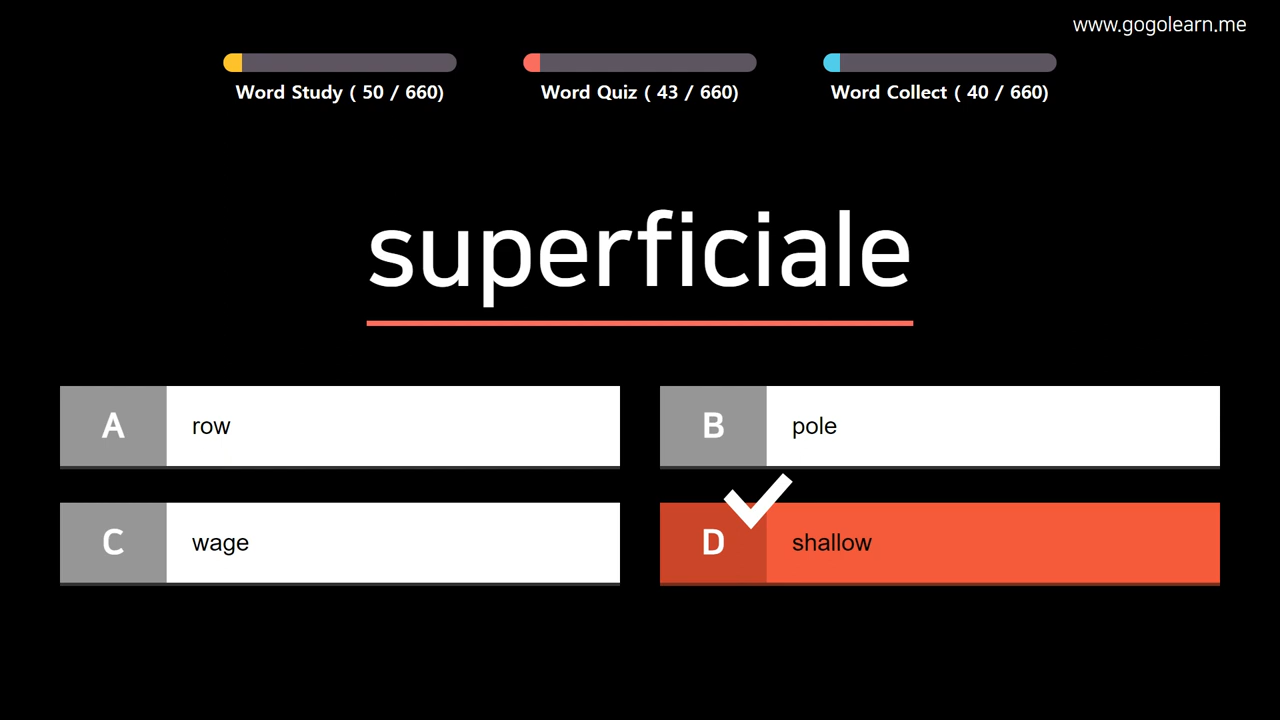 www.gogolearn.me
Word Study ( 50 / 660)
Word Quiz ( 43 / 660)
Word Collect ( 40 / 660)
superficiale
A
row
B
pole
C
wage
D
shallow